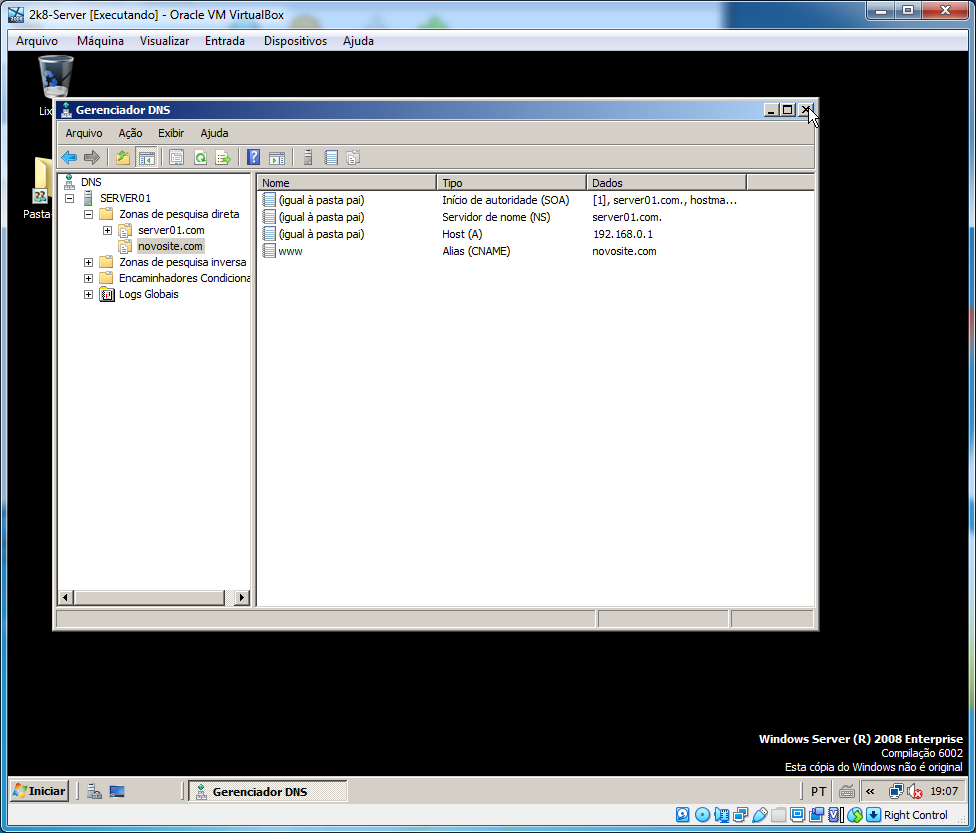 2k8-Server [Executando] - Oracle VM VirtualBox
Arquivo Máquina Visualizar Entrada Dispositivos Ajuda
Lix
Gerenciador DNS
Arquivo Ação Exibir Ajuda
Pasta-
DNS
SERVER01
Zonas de pesquisa direta
server01.com
novosite.com
Zonas de pesquisa inversa
Encaminhadores Condiciona
Logs Globais
Nome Tipo Dados
(igual à pasta pai) Início de autoridade (SOA) [1], server01.com., hostma...
(igual à pasta pai) Servidor de nome (NS) server01.com.
(igual à pasta pai) Host (A) 192.168.0.1
www Alias (CNAME) novosite.com
Windows Server (R) 2008 Enterprise
Compilação 6002
Esta cópia do Windows não é original
Iniciar Gerenciador DNS PT « 19:07
Right Control